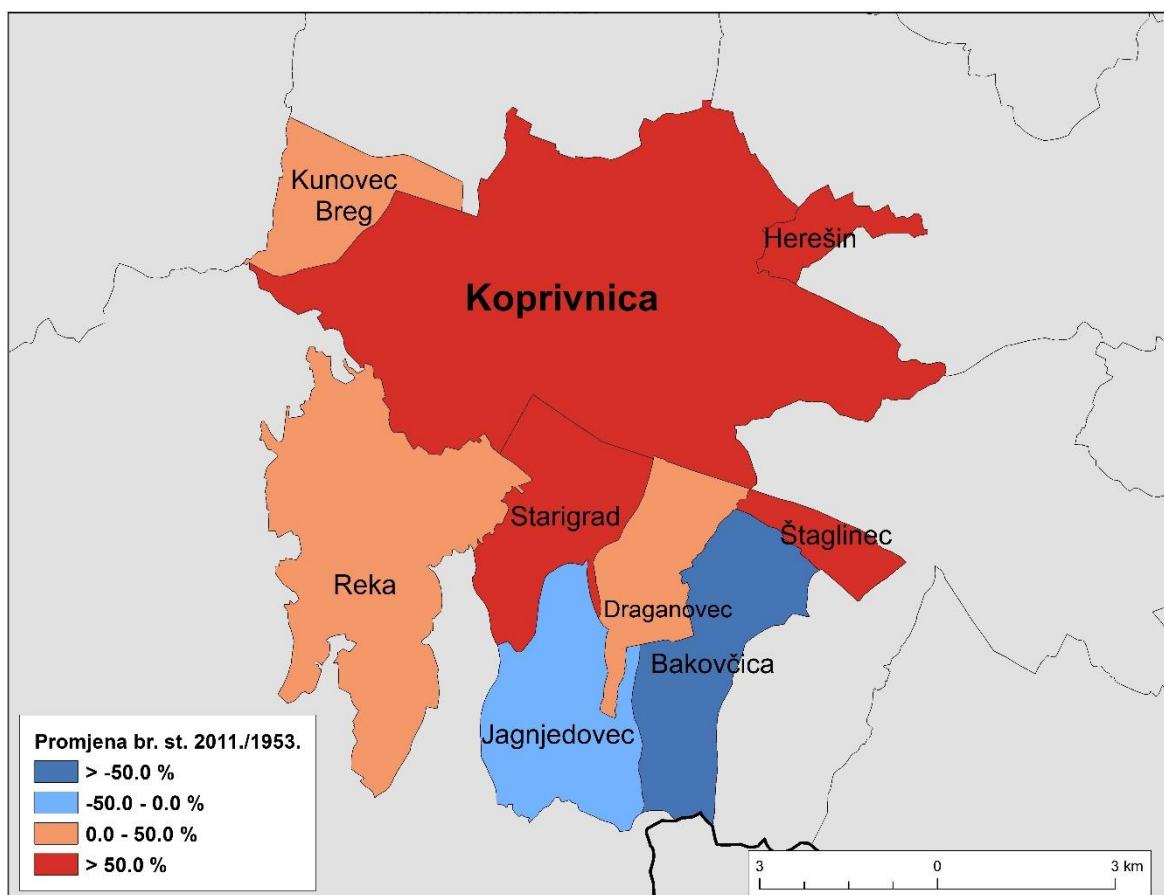 Kunovec
Breg
Herešin
Koprivnica
Starigrad
Štaglinec
Reka
Draganovec
Bakovčica
Jagnjedovec
Promjena br. st. 2011./1953.
> -50.0 %
-50.0 - 0.0 %
0.0 - 50.0 %
> 50.0 %
3 0 3 km